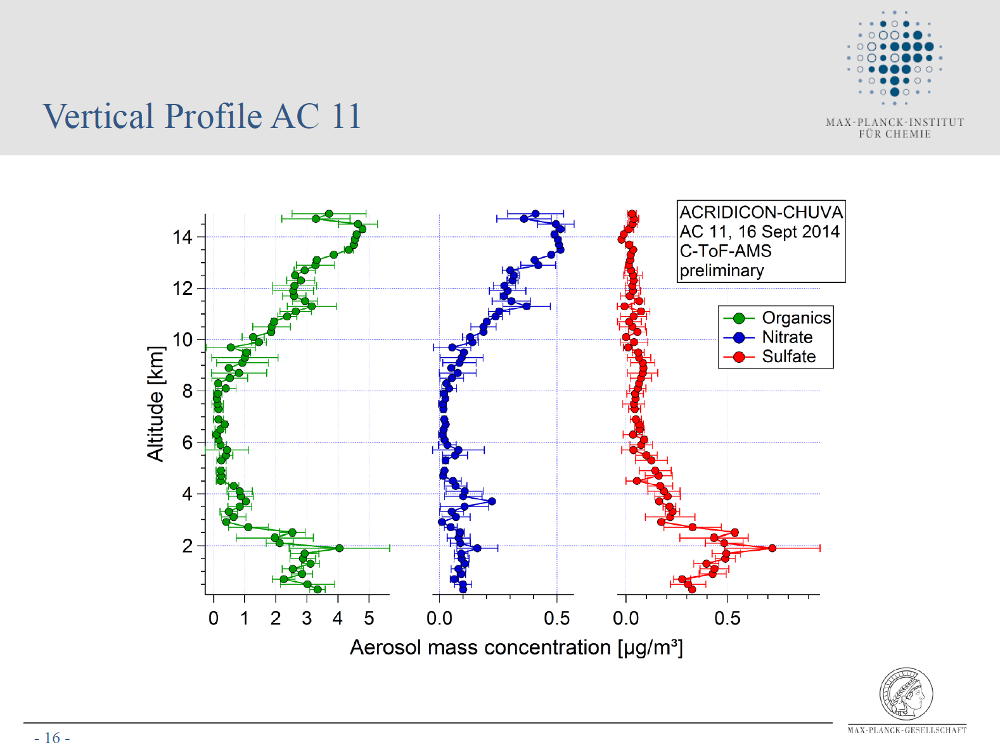 Vertical Profile AC 11
MAX-PLANCK-INSTITUT
FÜR CHEMIE
ACRIDICON-CHUVA
AC 11, 16 Sept 2014
C-ToF-AMS
preliminary
Organics
Nitrate
Sulfate
Altitude [km]
14
12
10
8
6
4
2
0 1 2 3 4 5
0.0 0.5
0.0 0.5
Aerosol mass concentration [µg/m³]
MAX-PLANCK-GESELLSCHAFT
- 16 -